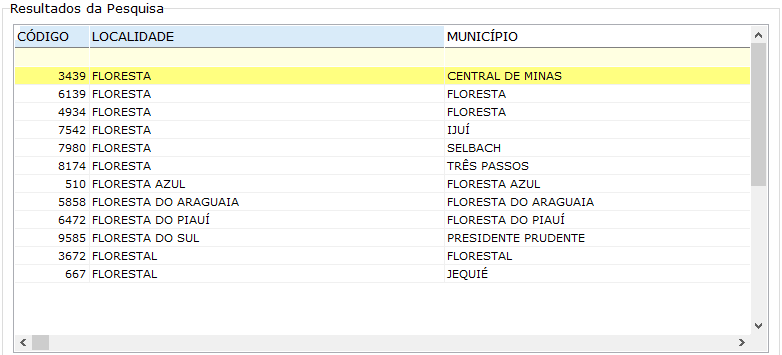 Resultados da Pesquisa
CÓDIGO LOCALIDADE MUNICÍPIO
3439 FLORESTA CENTRAL DE MINAS
6139 FLORESTA FLORESTA
4934 FLORESTA FLORESTA
7542 FLORESTA IJUÍ
7980 FLORESTA SELBACH
8174 FLORESTA TRÊS PASSOS
510 FLORESTA AZUL FLORESTA AZUL
5858 FLORESTA DO ARAGUAIA FLORESTA DO ARAGUAIA
6472 FLORESTA DO PIAUÍ FLORESTA DO PIAUÍ
9585 FLORESTA DO SUL PRESIDENTE PRUDENTE
3672 FLORESTAL FLORESTAL
667 FLORESTAL JEQUIÉ